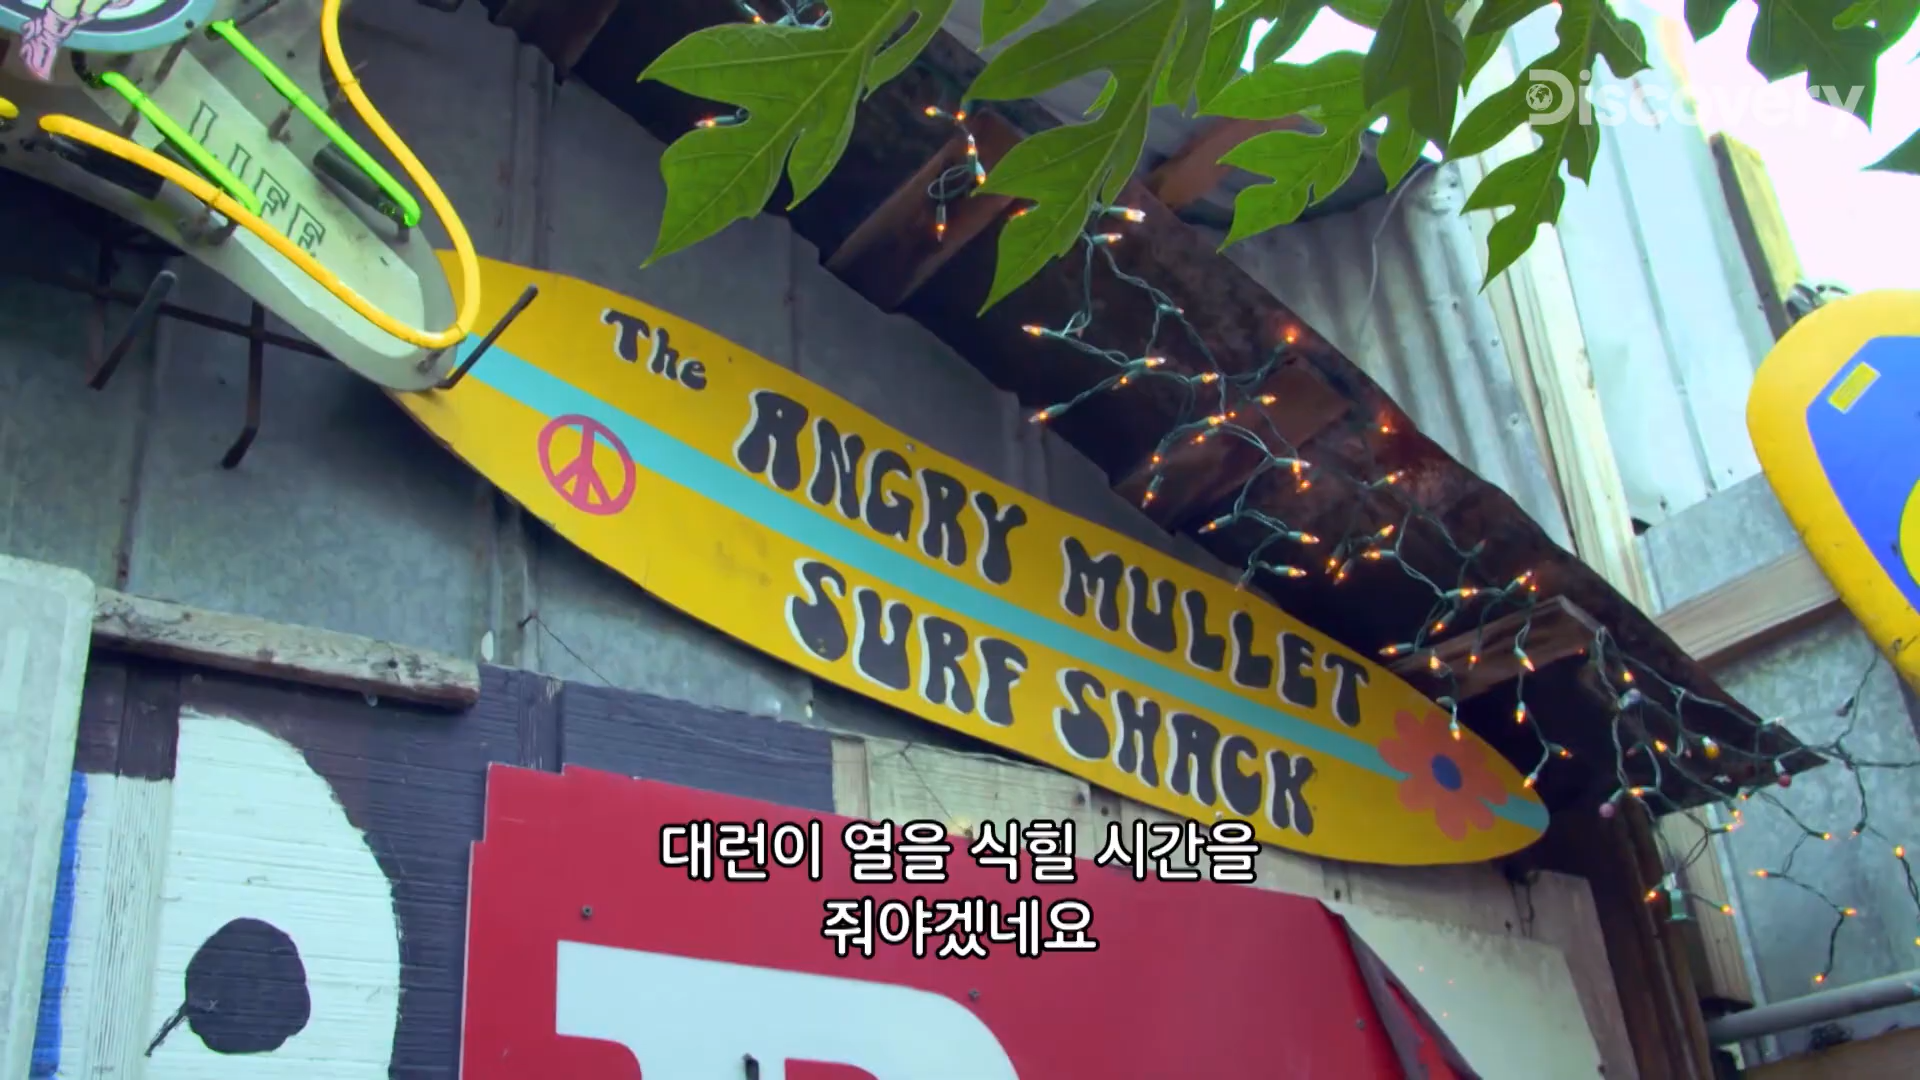 Discovery
LIFE
The
ANGRY MULLET
SURF SHACK
대런이 열을 식힐 시간을
줘야겠네요